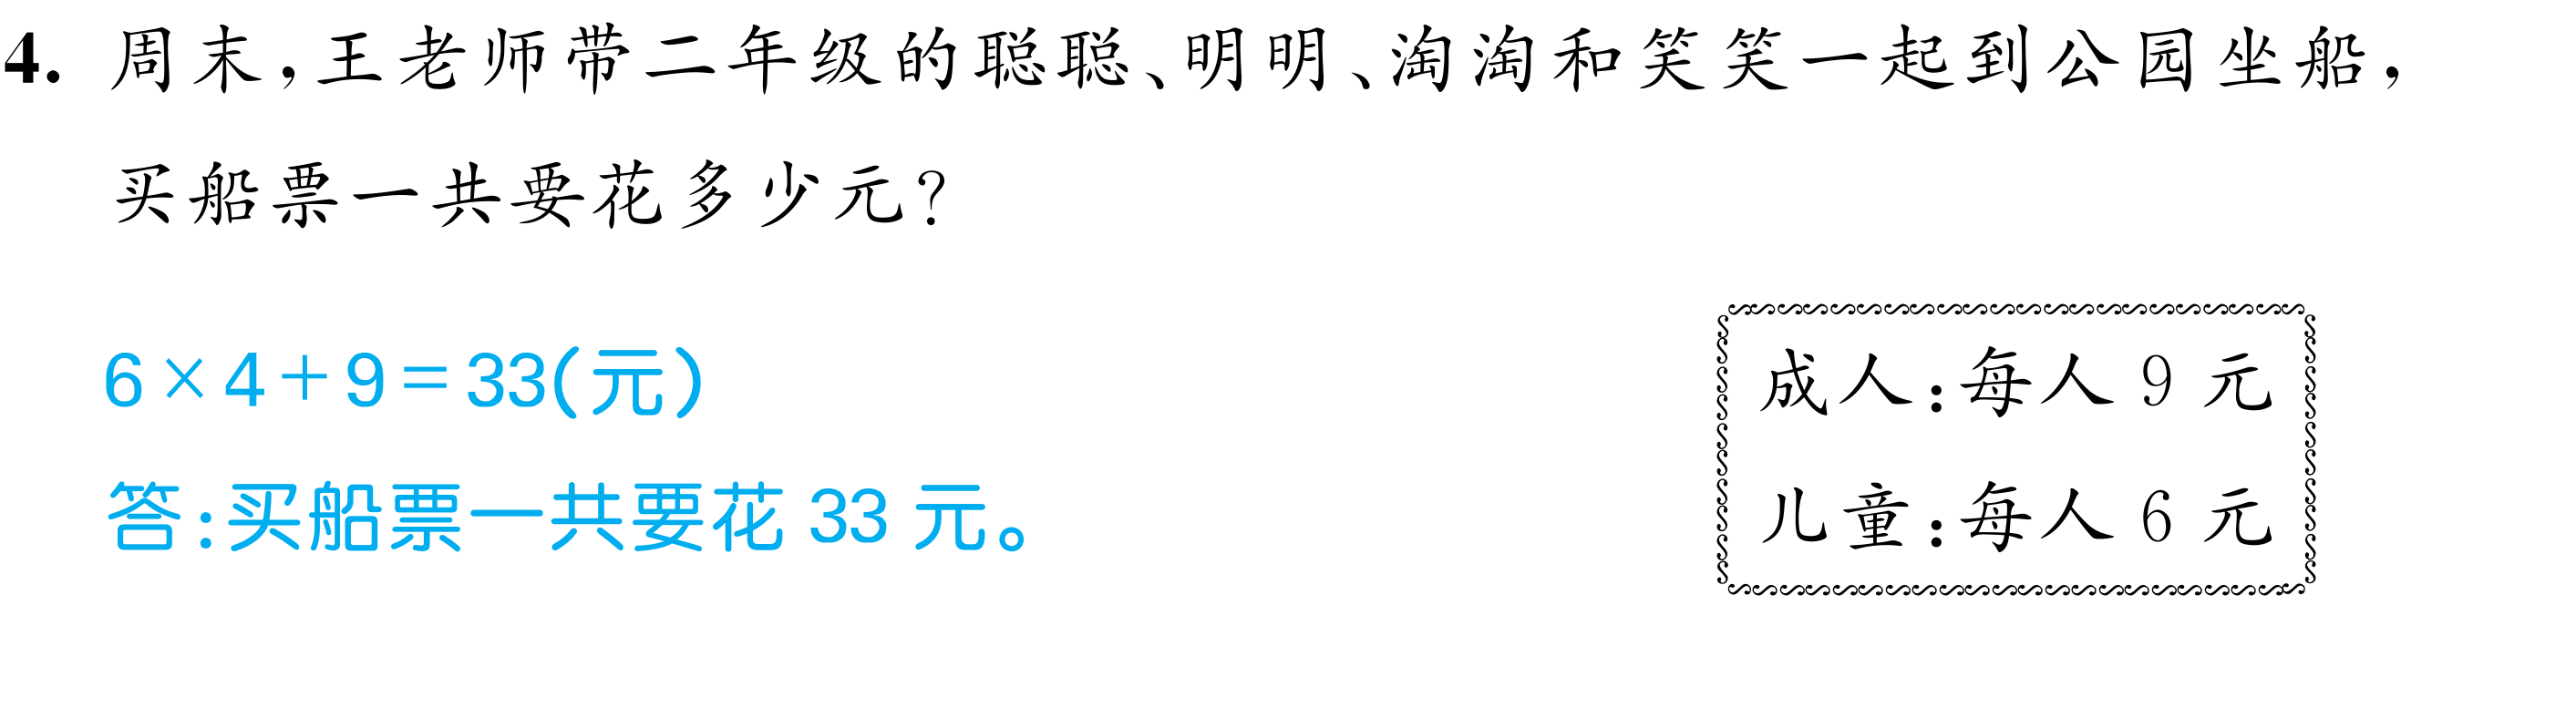 4. 周末,王老师带二年级的聪聪、明明、淘淘和笑笑一起到公园坐船,
买船票一共要花多少元?
6×4+9=33(元)
答:买船票一共要花 33 元。
成人:每人 9 元
儿童:每人 6 元